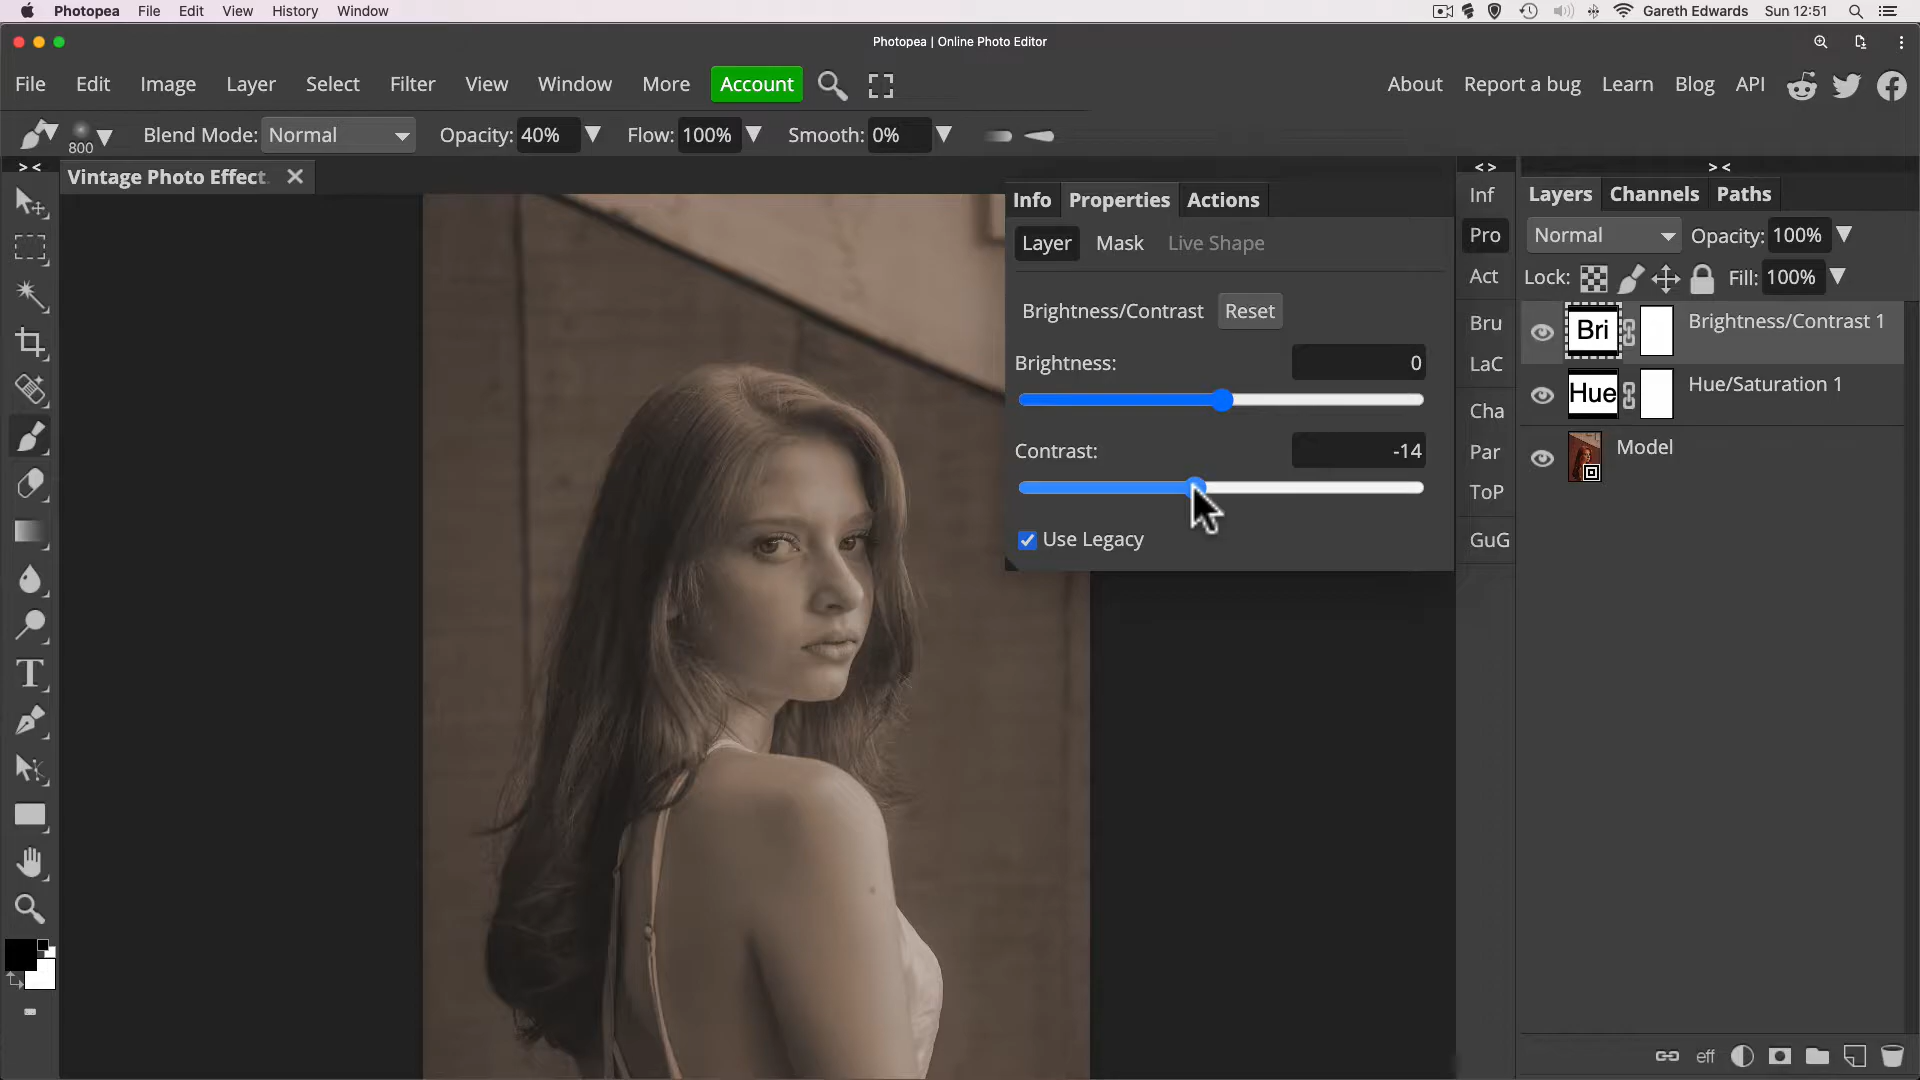 Photopea File Edit View History Window Gareth Edwards Sun 12:51
Photopea | Online Photo Editor
File Edit Image Layer Select Filter View Window More Account About Report a bug Learn Blog API
800 Blend Mode: Normal Opacity: 40% Flow: 100% Smooth: 0%
> < < > > <
Vintage Photo Effect.
Info Properties Actions
Layer Mask Live Shape
Brightness/Contrast Reset
Brightness: 0
Contrast: -14
Use Legacy
Inf
Pro
Act
Bru
LaC
Cha
Par
ToP
GuG
Layers Channels Paths
Normal Opacity: 100%
Lock: Fill: 100%
Bri Brightness/Contrast 1
Hue Hue/Saturation 1
Model
T
eff